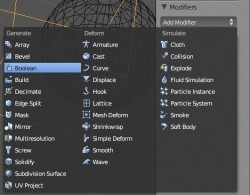 Modifiers
Add Modifier
Generate
Array
Bevel
Boolean
Build
Decimate
Edge Split
Mask
Mirror
Multiresolution
Screw
Solidify
Subdivision Surface
UV Project
Deform
Armature
Cast
Curve
Displace
Hook
Lattice
Mesh Deform
Shrinkwrap
Simple Deform
Smooth
Wave
Simulate
Cloth
Collision
Explode
Fluid Simulation
Particle Instance
Particle System
Smoke
Soft Body